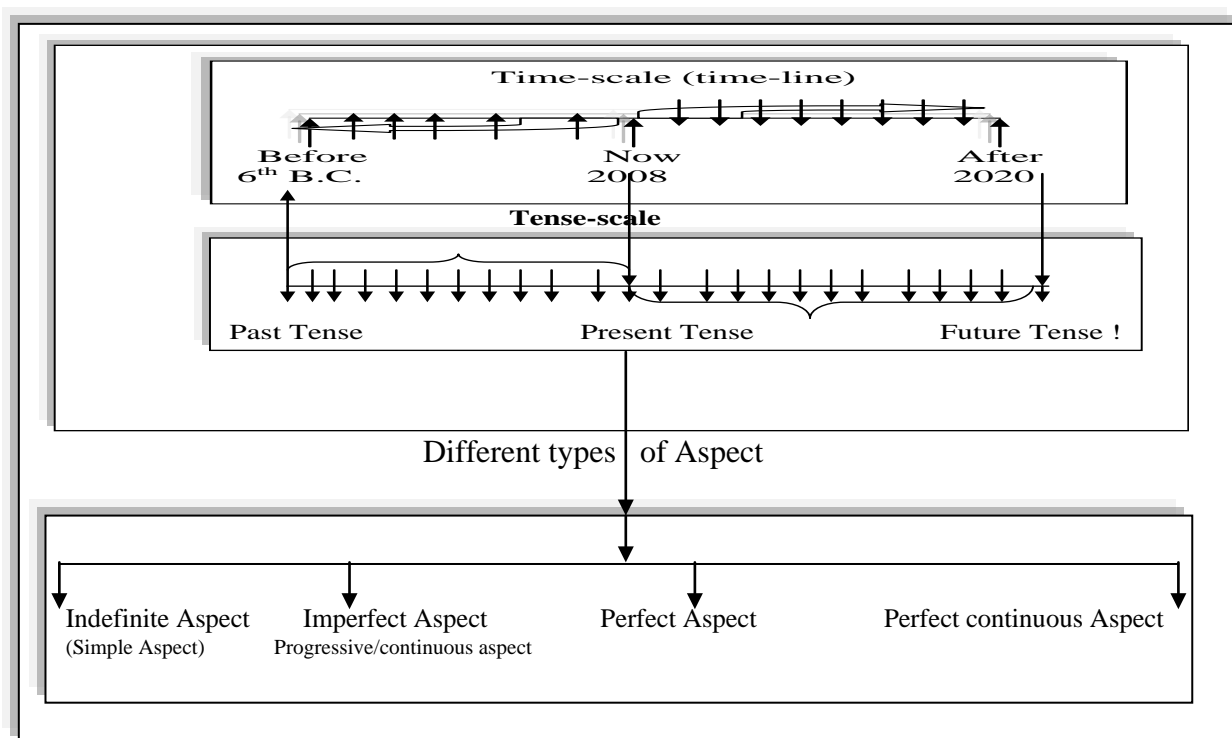 Time-scale (time-line)
Before Now After
6th B.C. 2008 2020
Tense-scale
Past Tense Present Tense Future Tense !
Different types of Aspect
Indefinite Aspect Imperfect Aspect Perfect Aspect Perfect continuous Aspect
(Simple Aspect) Progressive/continuous aspect